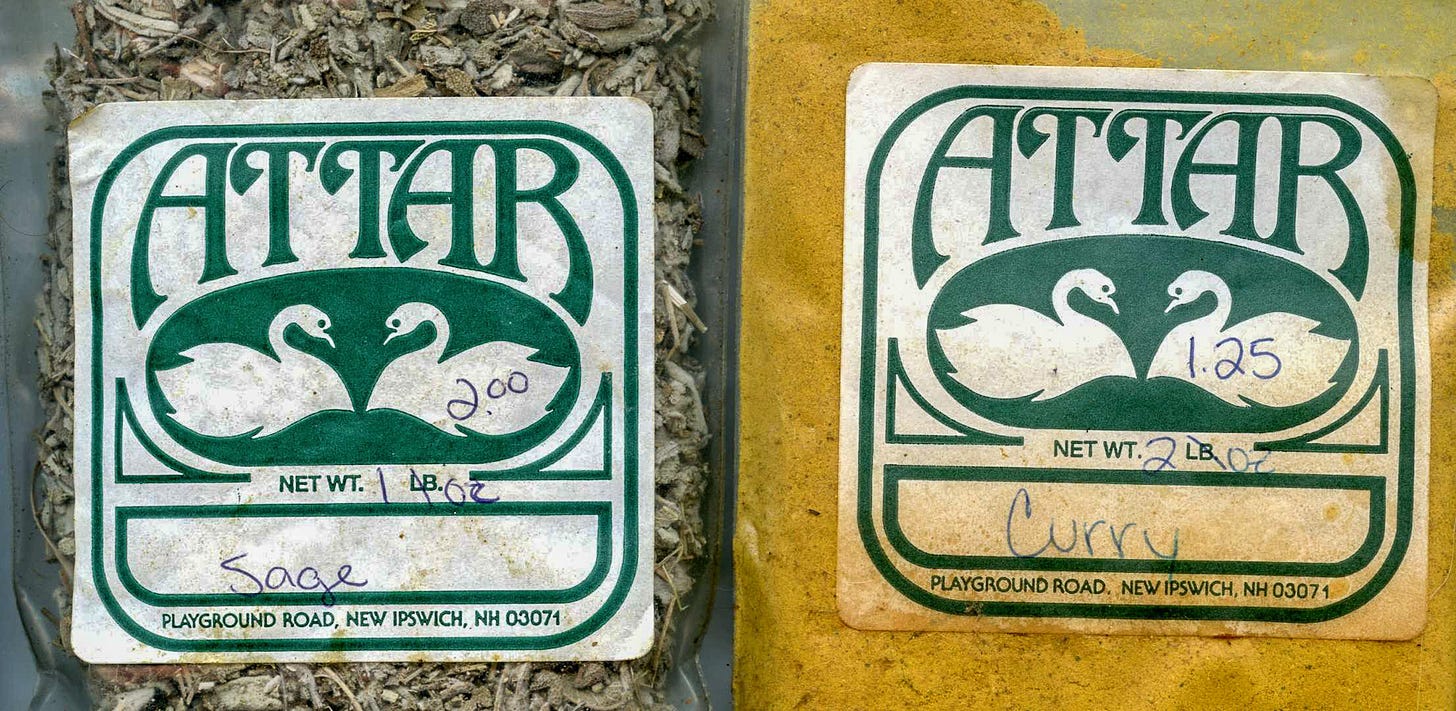 ATTAR
2.00
NET WT. 1 LB. oz
Sage
PLAYGROUND ROAD, NEW IPSWICH, NH 03071
ATTAR
1.25
NET WT. 2 LB. oz
Curry
PLAYGROUND ROAD, NEW IPSWICH, NH 03071